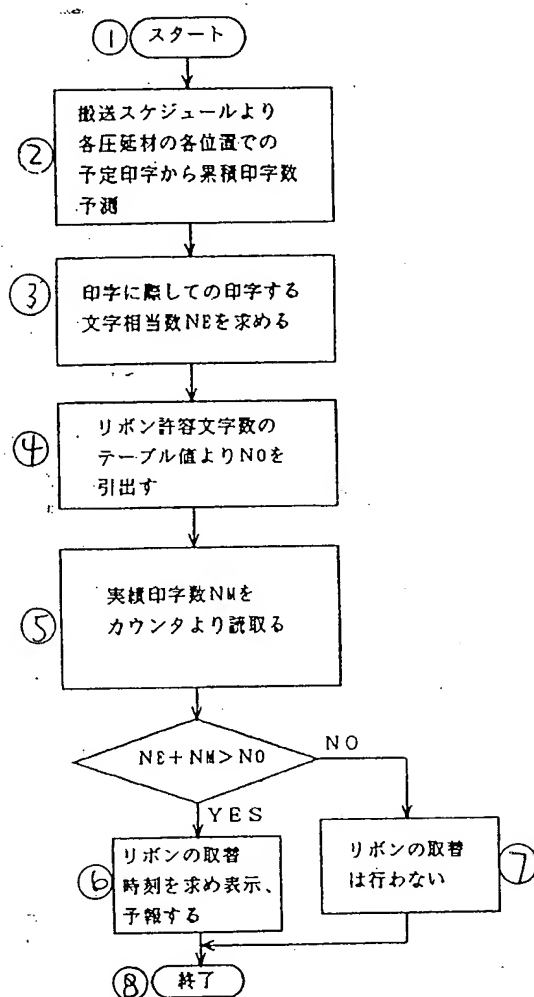 ① スタート
搬送スケジュールより
各圧延材の各位置での
② 予定印字から累積印字数
予測
③ 印字に際しての印字する
文字相当数NEを求める
リボン許容文字数の
④ テーブル値よりN0を
引出す
実績印字数NMを
⑤ カウンタより読取る
NE+NM>N0
NO
YES
リボンの取替
⑥ 時刻を求め表示、
予報する
リボンの取替 ⑦
は行わない
⑧ 終了